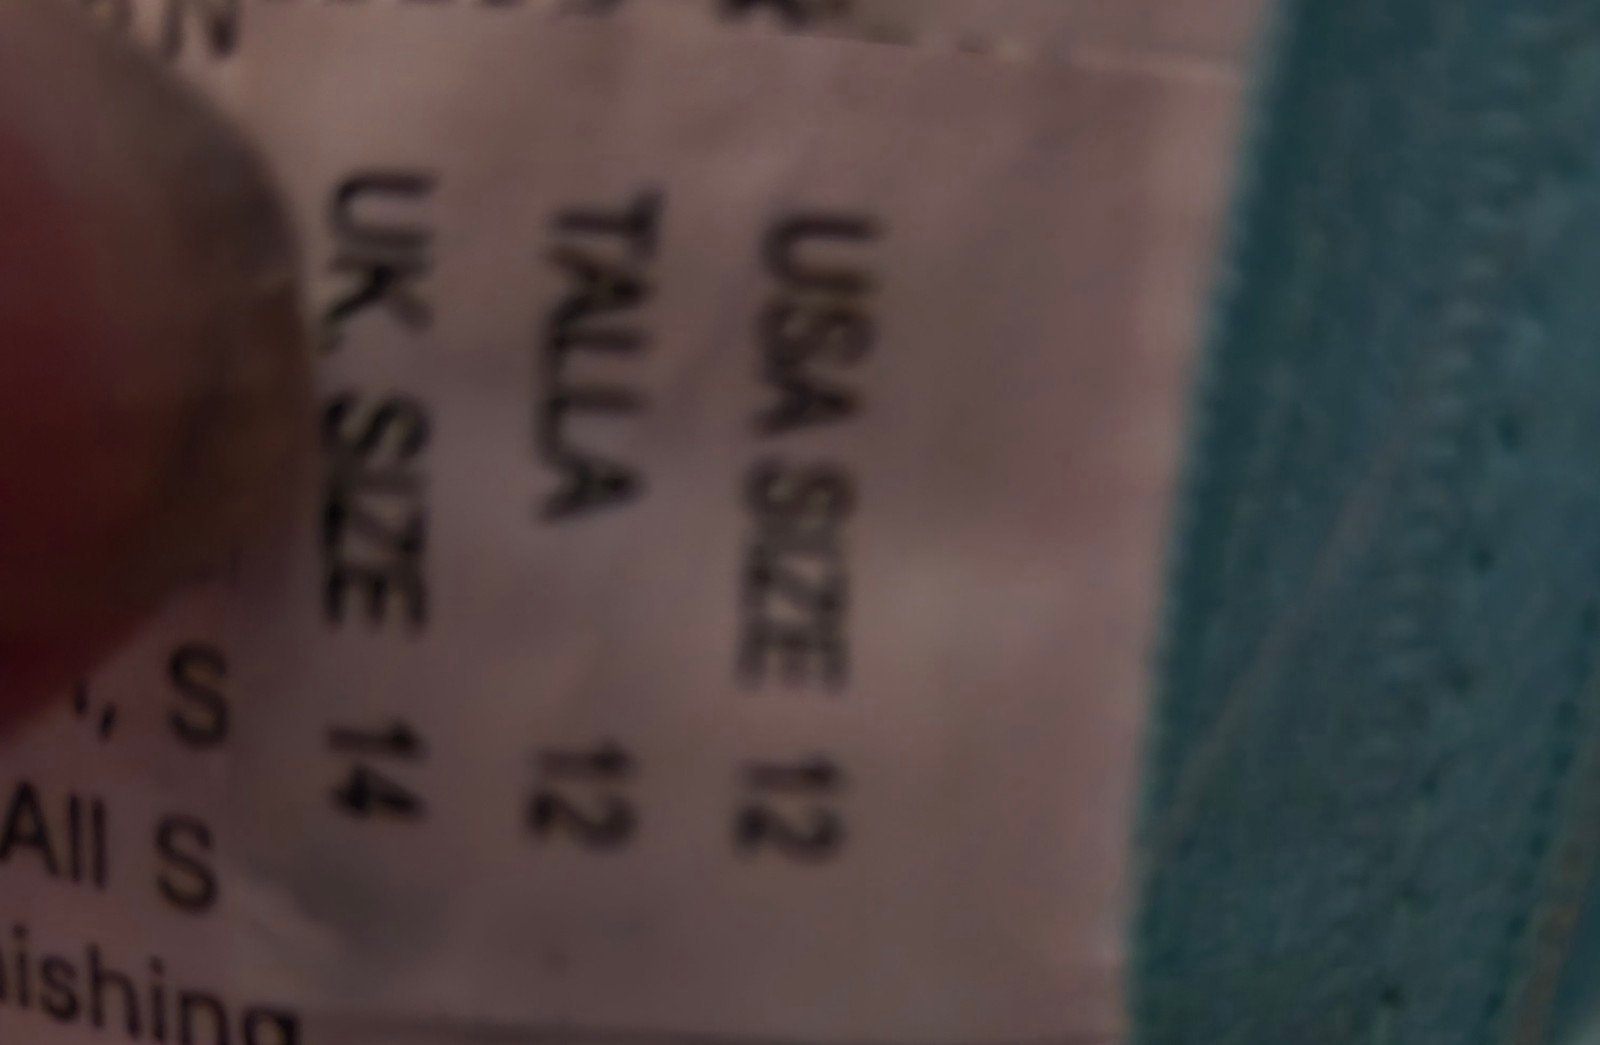 USA SIZE 12
TALLA 12
UK SIZE 14
, S
All S
ishing